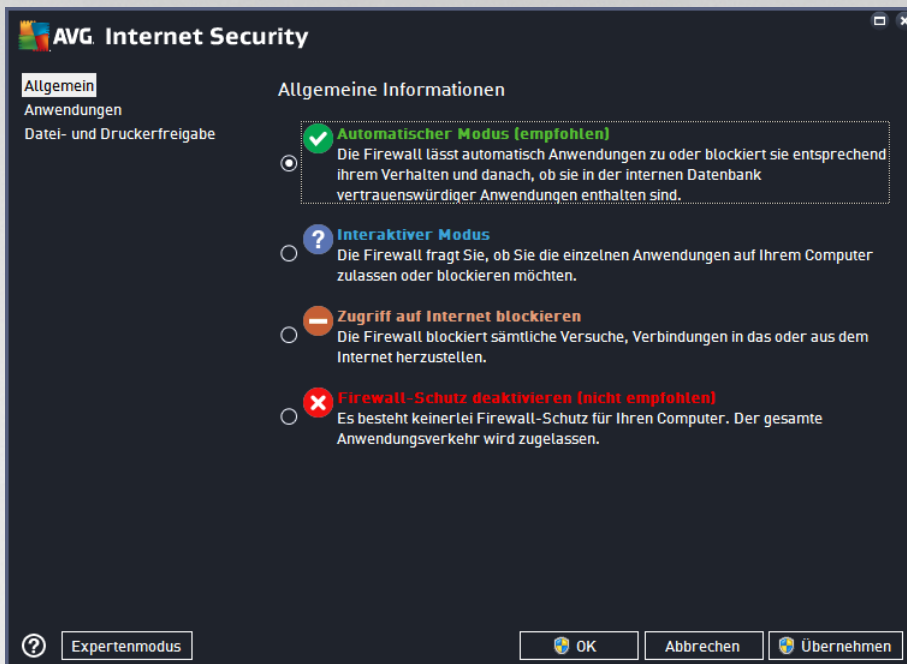 AVG Internet Security
Allgemein
Anwendungen
Datei- und Druckerfreigabe
Allgemeine Informationen
Automatischer Modus (empfohlen)
Die Firewall lässt automatisch Anwendungen zu oder blockiert sie entsprechend
ihrem Verhalten und danach, ob sie in der internen Datenbank
vertrauenswürdiger Anwendungen enthalten sind.
Interaktiver Modus
Die Firewall fragt Sie, ob Sie die einzelnen Anwendungen auf Ihrem Computer
zulassen oder blockieren möchten.
Zugriff auf Internet blockieren
Die Firewall blockiert sämtliche Versuche, Verbindungen in das oder aus dem
Internet herzustellen.
Firewall-Schutz deaktivieren (nicht empfohlen)
Es besteht keinerlei Firewall-Schutz für Ihren Computer. Der gesamte
Anwendungsverkehr wird zugelassen.
Expertenmodus
OK
Abbrechen
Übernehmen